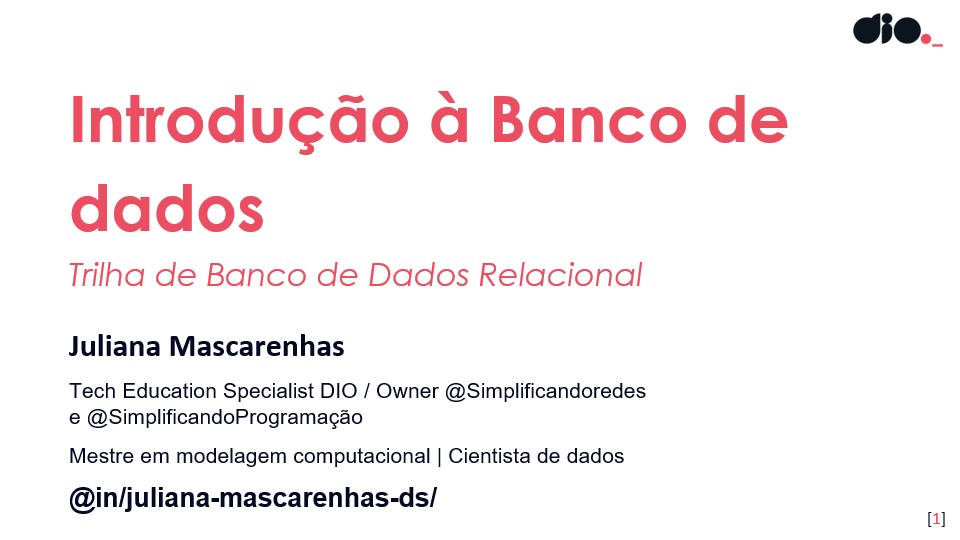 dio._
Introdução à Banco de
dados
Trilha de Banco de Dados Relacional
Juliana Mascarenhas
Tech Education Specialist DIO / Owner @Simplificandoredes
e @SimplificandoProgramação
Mestre em modelagem computacional | Cientista de dados
@in/juliana-mascarenhas-ds/
[1]